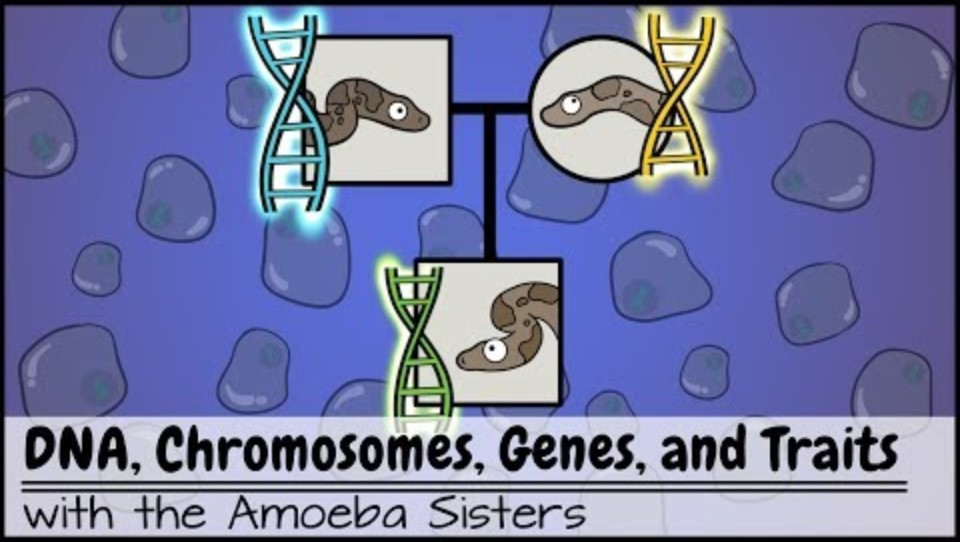 DNA, Chromosomes, Genes, and Traits
with the Amoeba Sisters